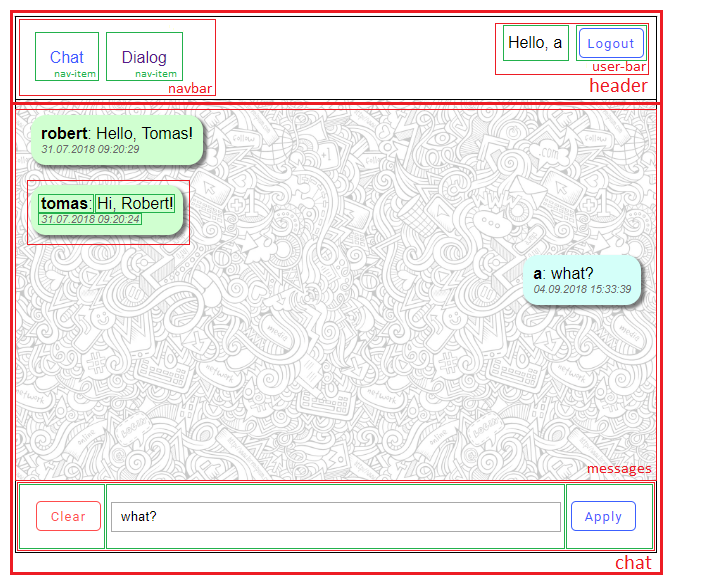 Chat Dialog Hello, a Logout
nav-item nav-item user-bar
navbar header
robert: Hello, Tomas!
31.07.2018 09:20:29
tomas: Hi, Robert!
31.07.2018 09:20:24
a: what?
04.09.2018 15:33:39
messages
Clear what? Apply
chat